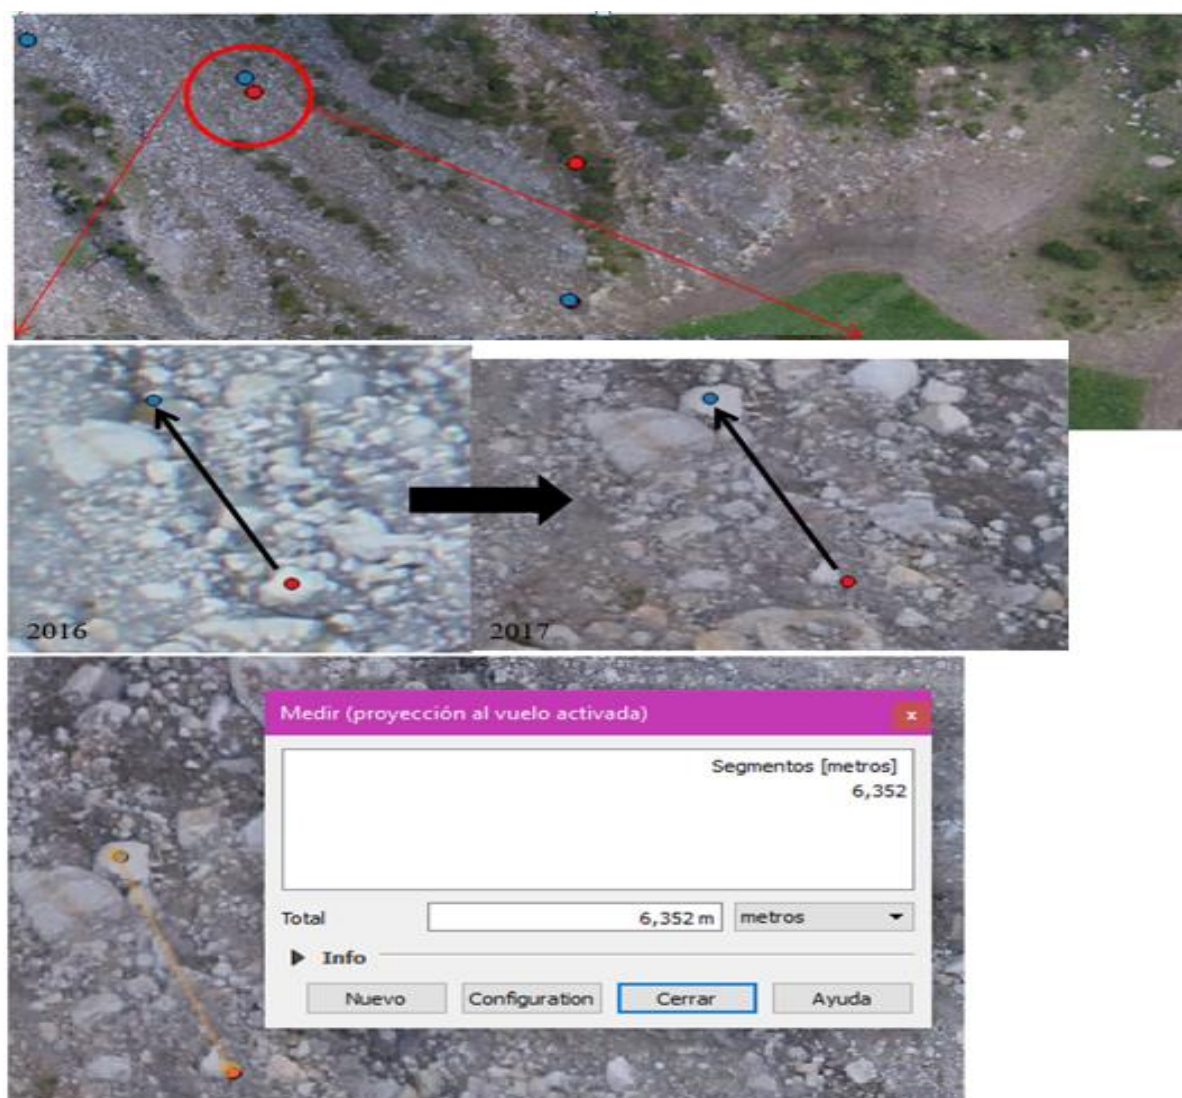 2016
2017
Medir (proyección al vuelo activada)
x
Segmentos [metros]
6,352
Total
6,352 m
metros
Info
Nuevo
Configuration
Cerrar
Ayuda